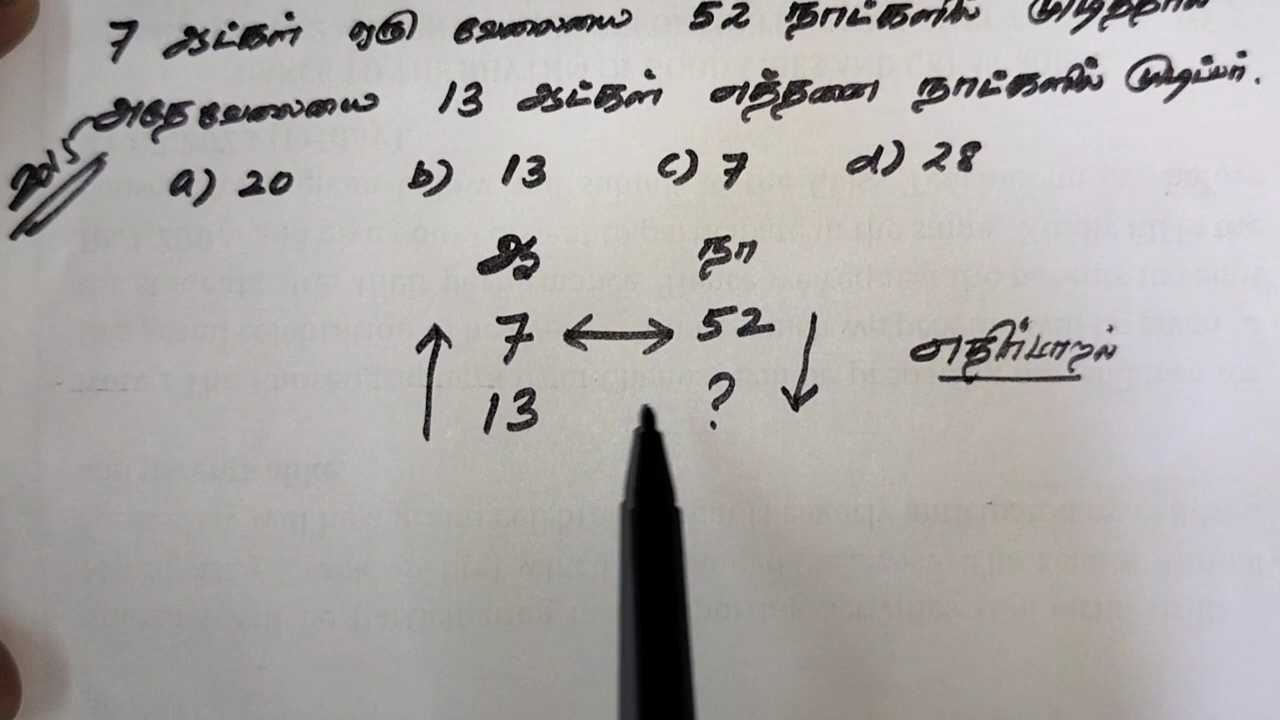 7 ஆட்கள் ஒரு வேலையை 52 நாட்களில் முடித்தால்
அதே வேலையை 13 ஆட்கள் எத்தனை நாட்களில் முடிப்பர்.
2015
a) 20 b) 13 c) 7 d) 28
ஆ நா
7 52
13 ?
எதிர்மாறல்